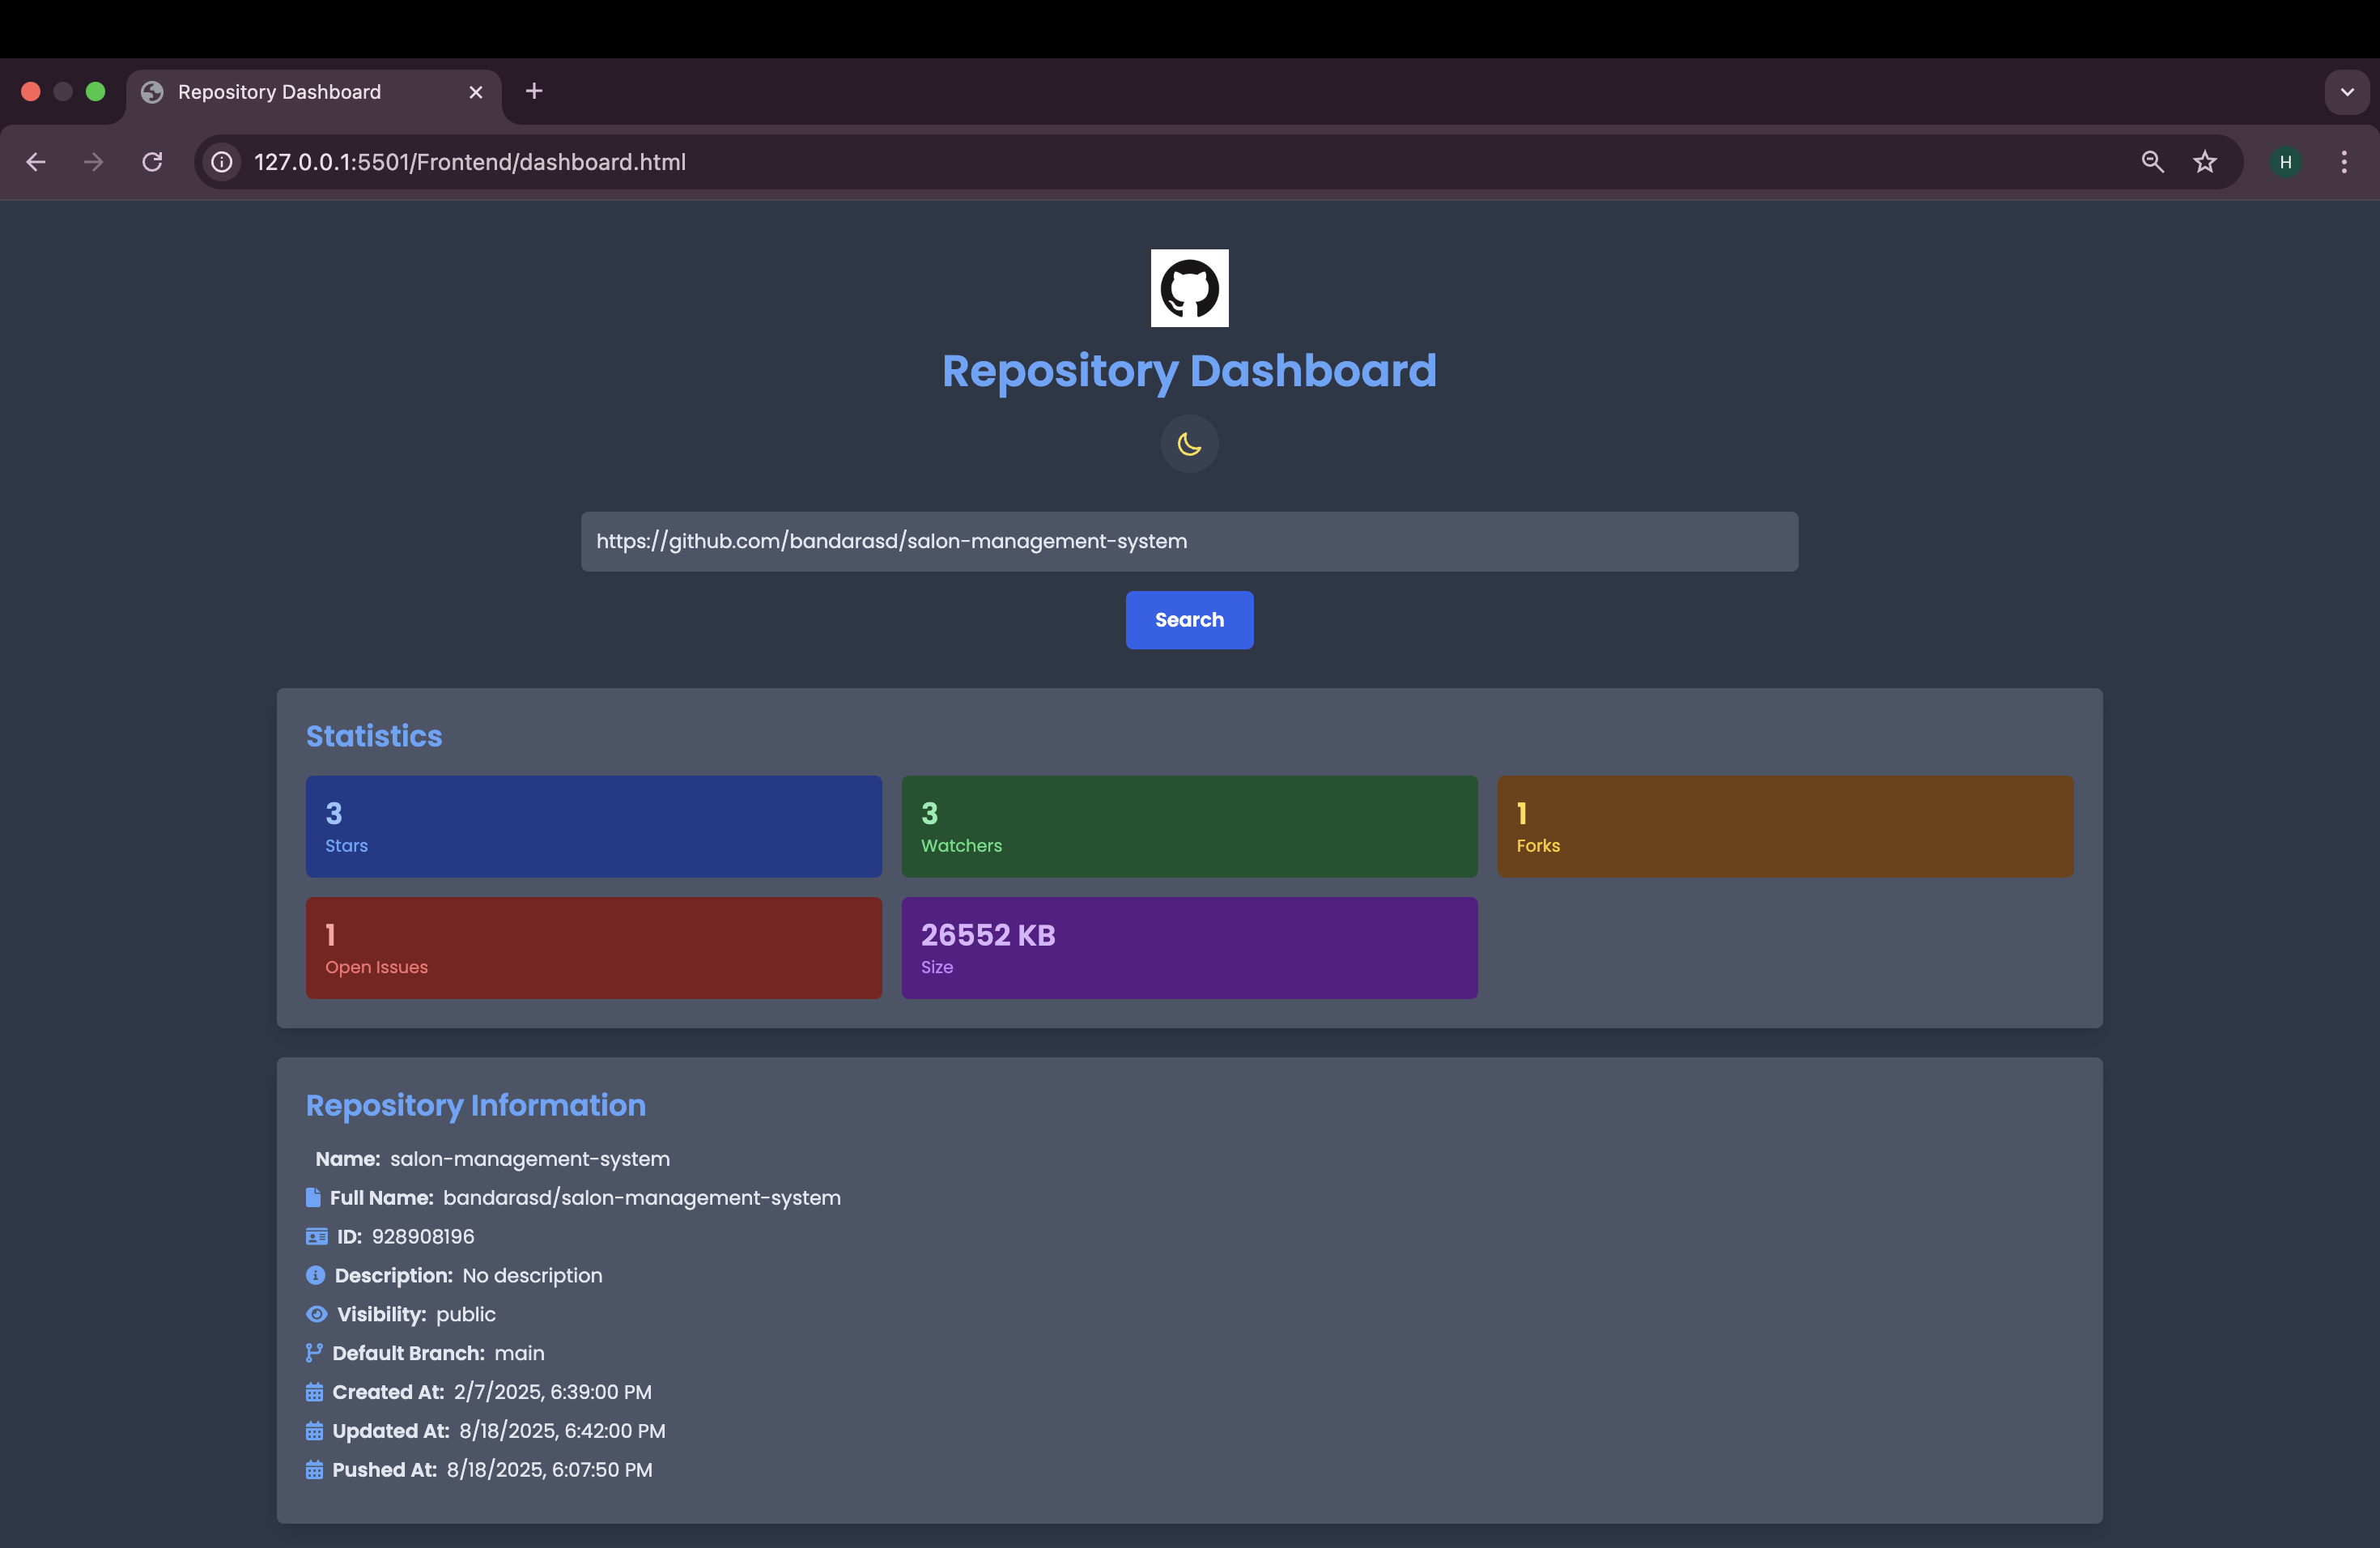 Repository Dashboard
127.0.0.1:5501/Frontend/dashboard.html
H
Repository Dashboard
https://github.com/bandarasd/salon-management-system
Search
Statistics
3
Stars
3
Watchers
1
Forks
1
Open Issues
26552 KB
Size
Repository Information
Name: salon-management-system
Full Name: bandarasd/salon-management-system
ID: 928908196
Description: No description
Visibility: public
Default Branch: main
Created At: 2/7/2025, 6:39:00 PM
Updated At: 8/18/2025, 6:42:00 PM
Pushed At: 8/18/2025, 6:07:50 PM